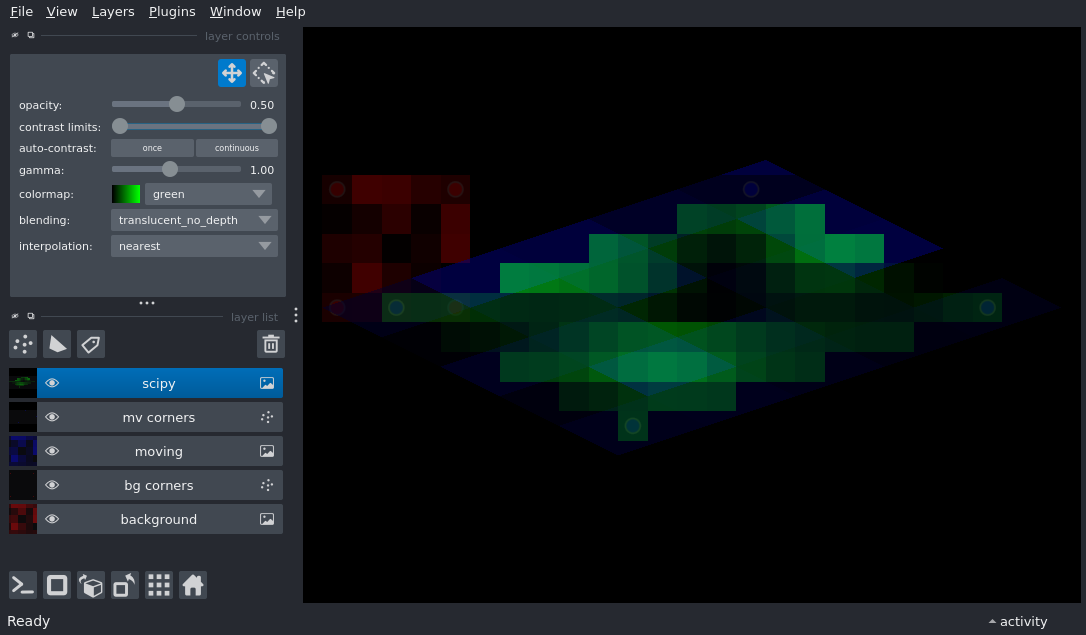 File View Layers Plugins Window Help
layer controls
opacity: 0.50
contrast limits:
auto-contrast: once continuous
gamma: 1.00
colormap: green
blending: translucent_no_depth
interpolation: nearest
layer list
scipy
mv corners
moving
bg corners
background
Ready activity